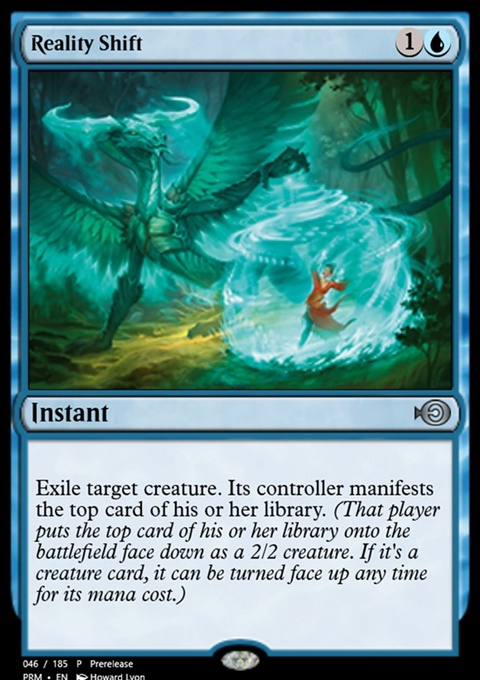 Reality Shift
1
Instant
Exile target creature. Its controller manifests
the top card of his or her library. (That player
puts the top card of his or her library onto the
battlefield face down as a 2/2 creature. If it's a
creature card, it can be turned face up any time
for its mana cost.)
046 / 185 P Prerelease
PRM • EN Howard Lyon